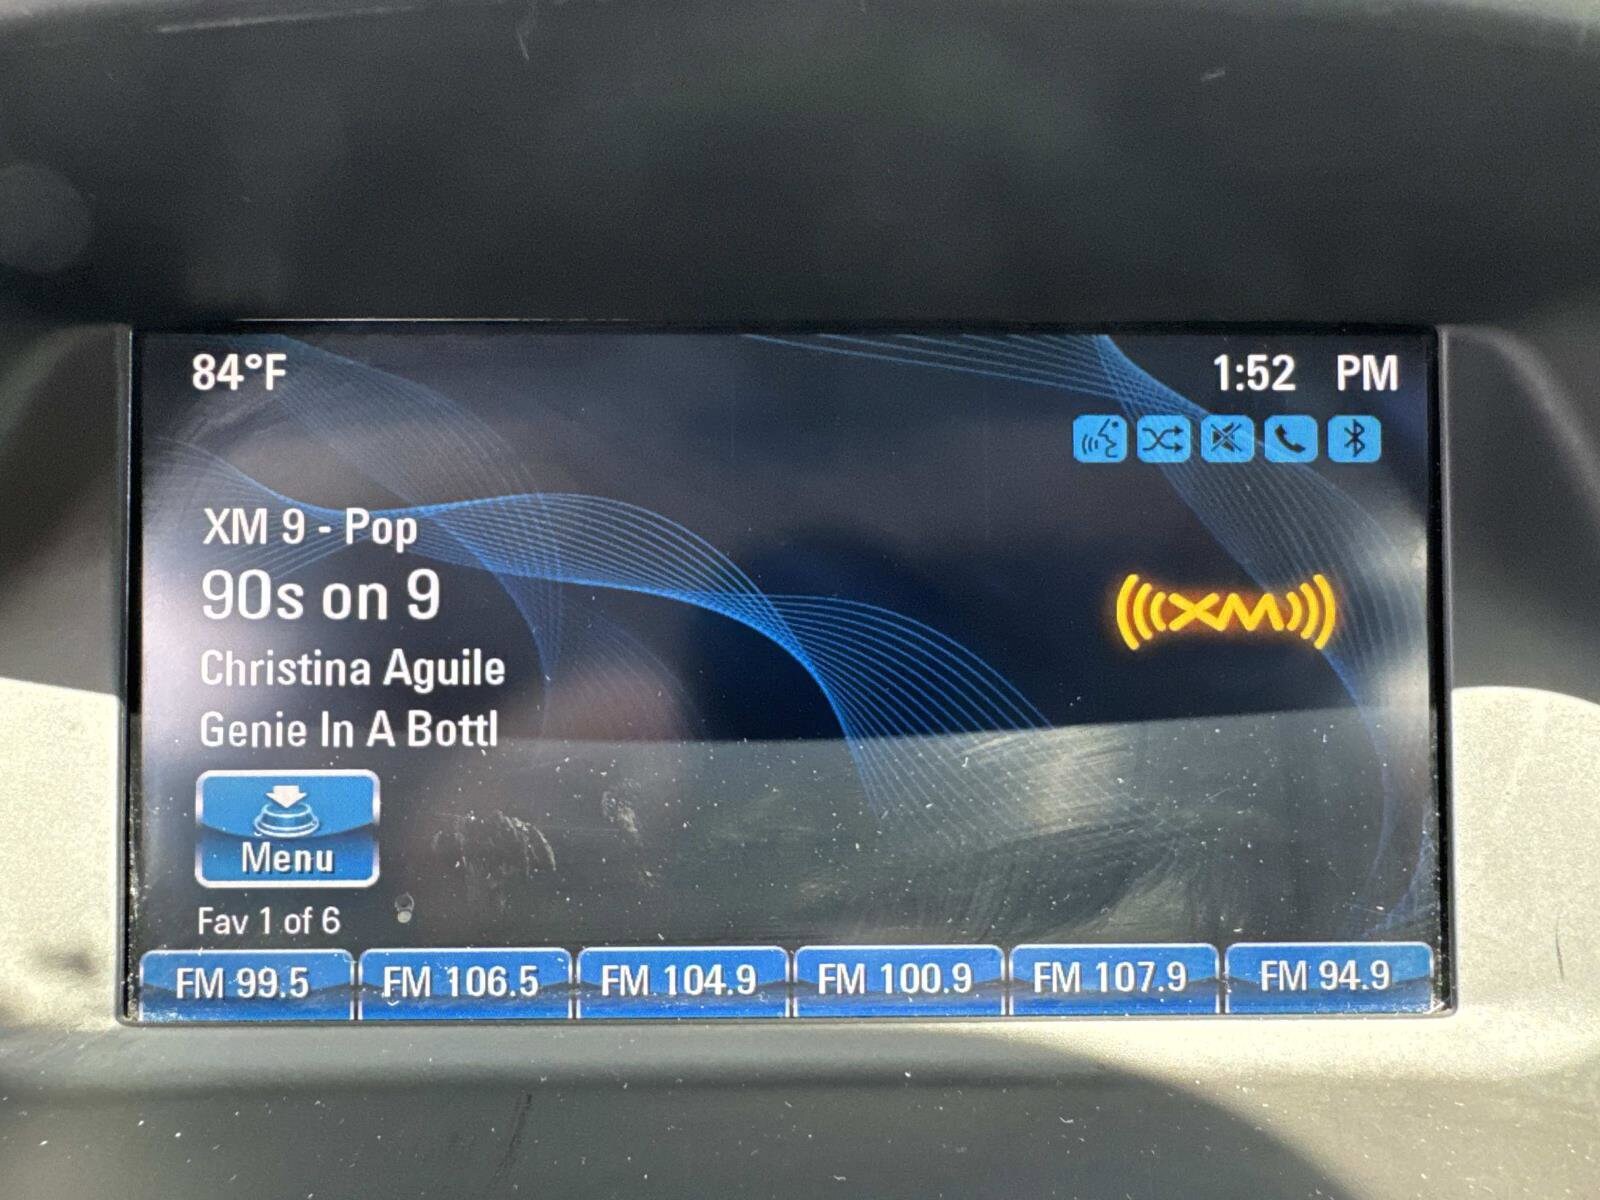 84°F
1:52 PM
XM 9 - Pop
90s on 9
XM
Christina Aguile
Genie In A Bottl
Menu
Fav 1 of 6
FM 99.5
FM 106.5
FM 104.9
FM 100.9
FM 107.9
FM 94.9